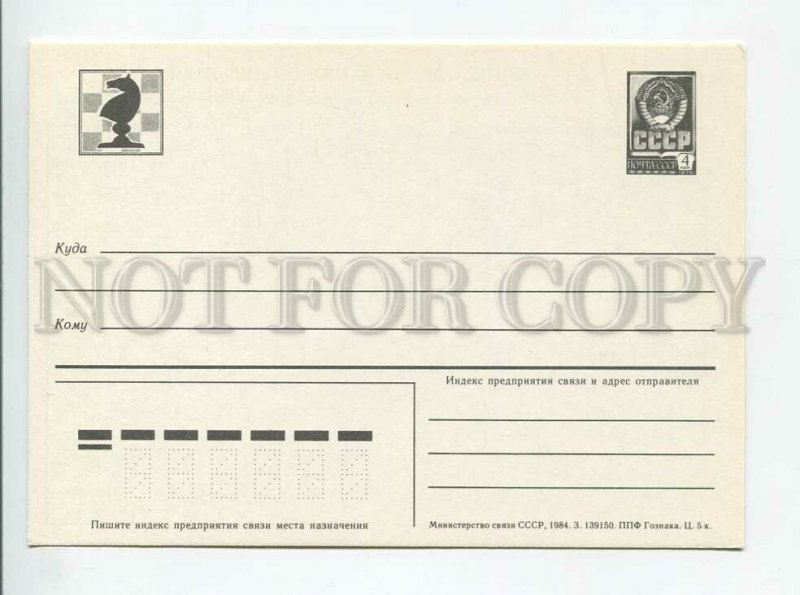 СССР
ПОЧТА СССР 4
Куда
NOT FOR COPY
Кому
Индекс предприятия связи и адрес отправителя
Пишите индекс предприятия связи места назначения
Министерство связи СССР, 1984. З. 139150. ППФ Гознака. Ц. 5 к.